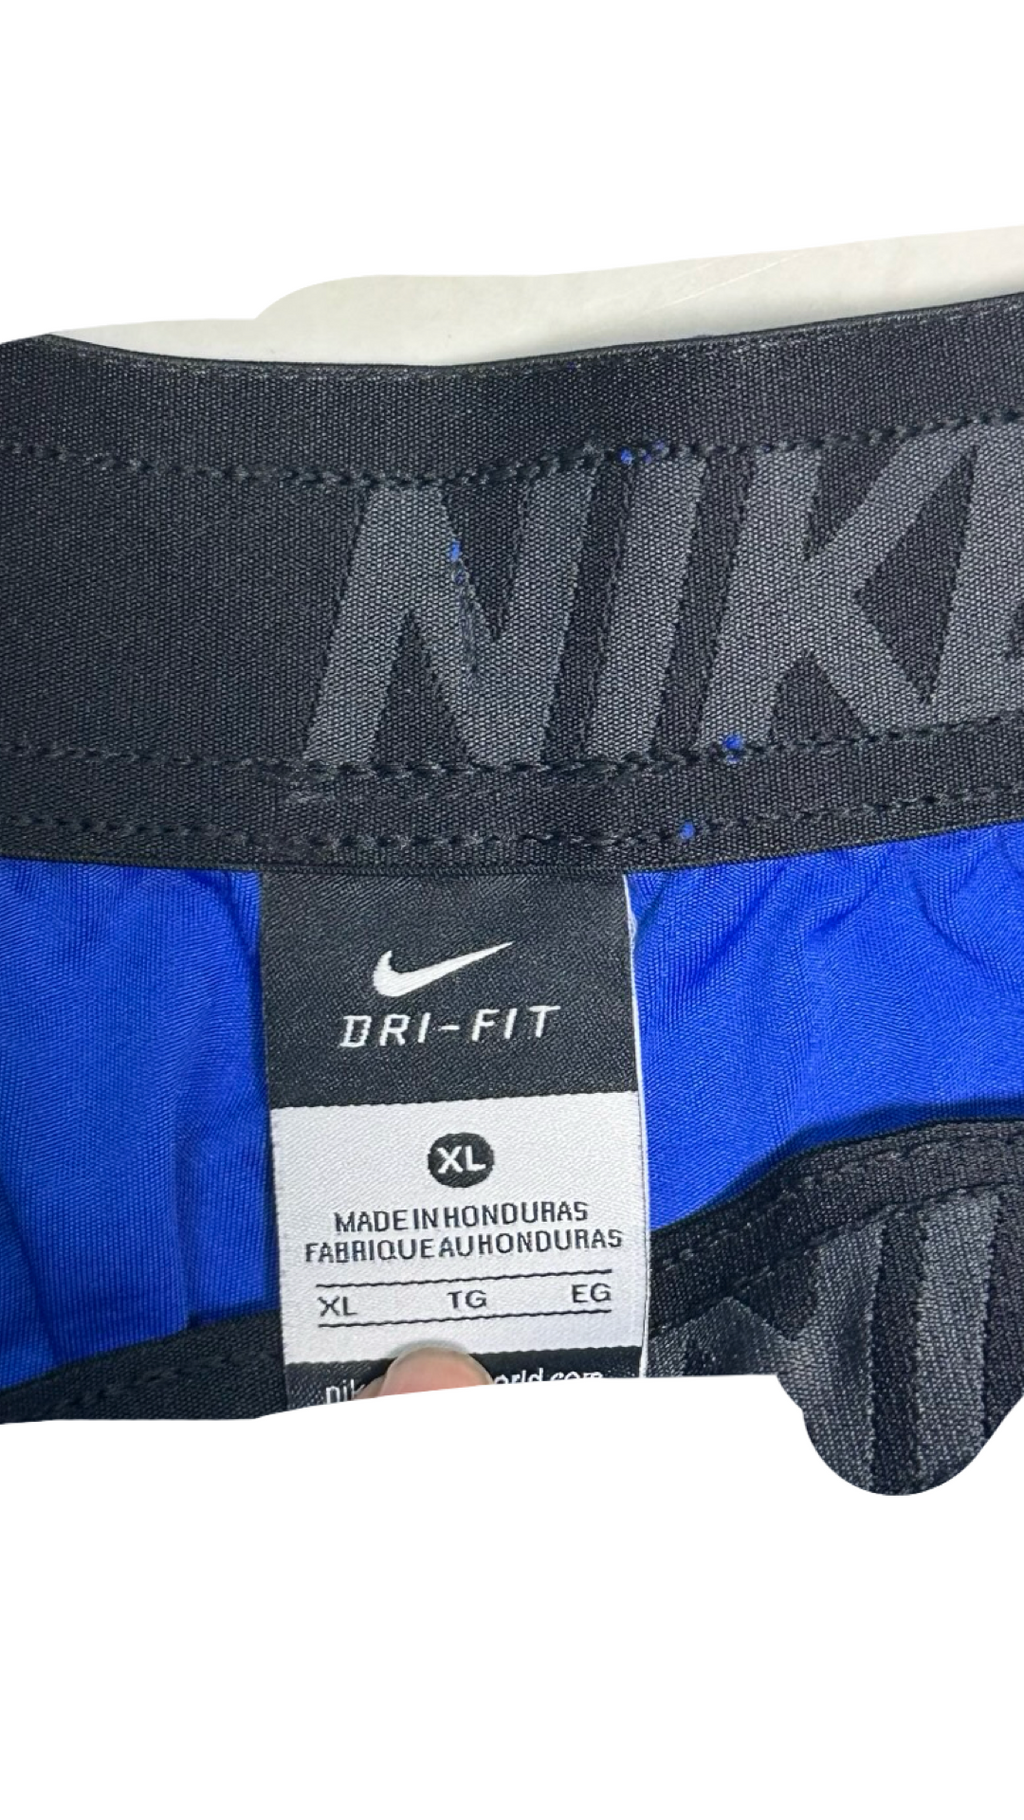 NIKE
DRI-FIT
XL
MADE IN HONDURAS
FABRIQUE AU HONDURAS
XL TG EG